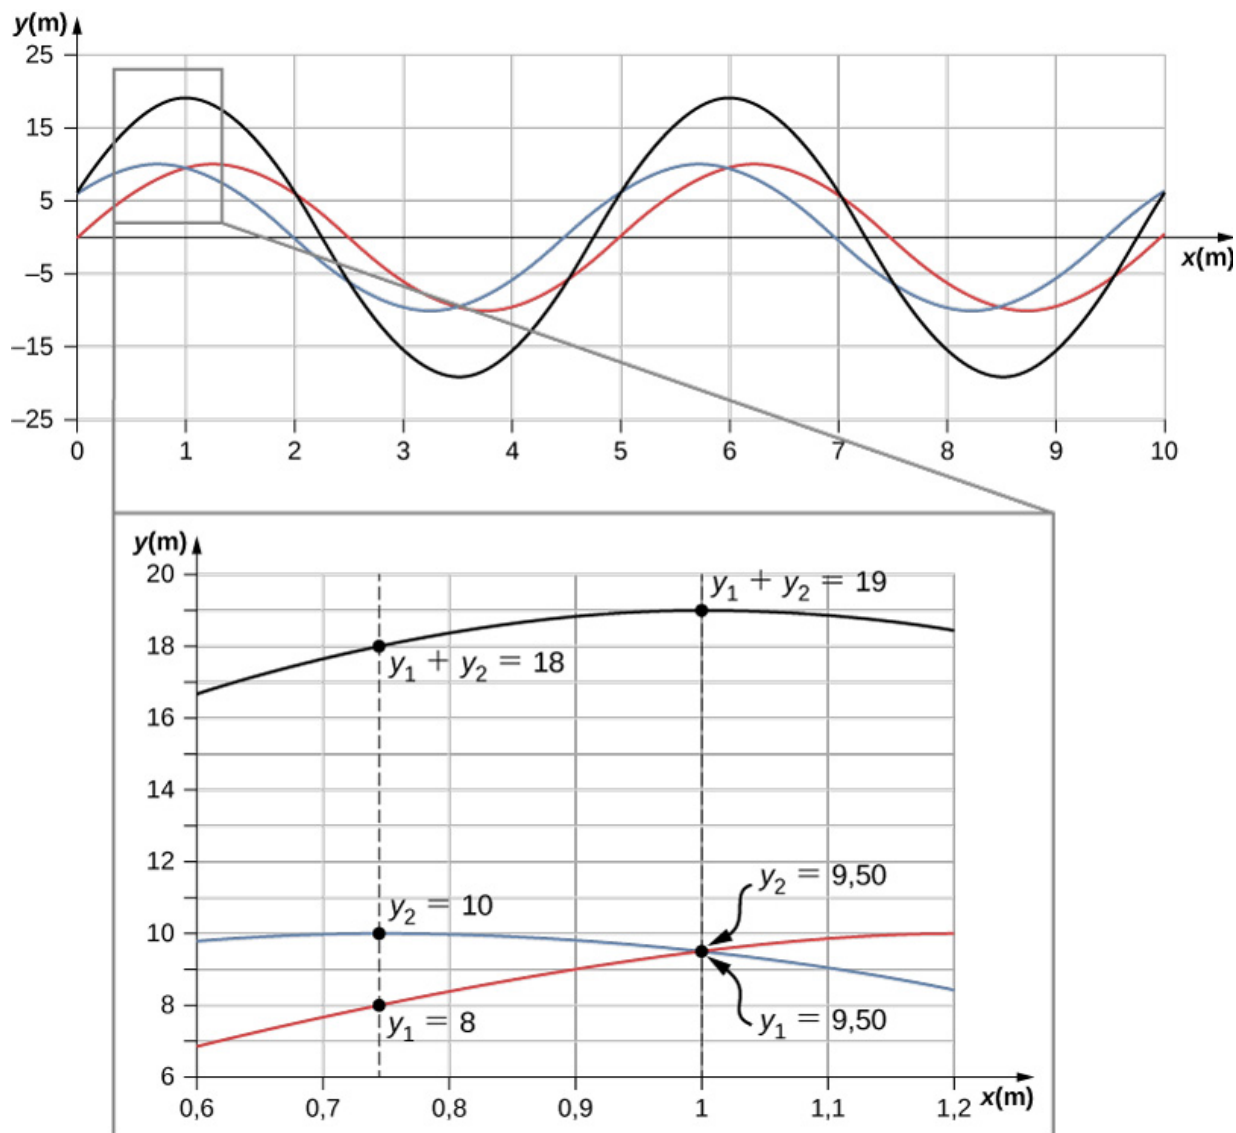 y(m)
25
15
5
–5
–15
–25
x(m)
0 1 2 3 4 5 6 7 8 9 10
y(m)
20
18
16
14
12
10
8
6
y₁ + y₂ = 19
y₁ + y₂ = 18
y₂ = 9,50
y₂ = 10
y₁ = 8
y₁ = 9,50
0,6 0,7 0,8 0,9 1 1,1 1,2 x(m)